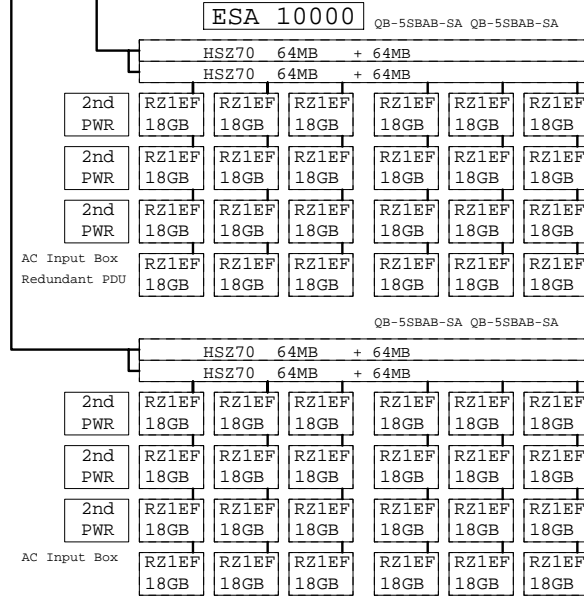 ESA 10000 QB-5SBAB-SA QB-5SBAB-SA
HSZ70 64MB + 64MB
HSZ70 64MB + 64MB
2nd RZ1EF RZ1EF RZ1EF RZ1EF RZ1EF RZ1EF
PWR 18GB 18GB 18GB 18GB 18GB 18GB
2nd RZ1EF RZ1EF RZ1EF RZ1EF RZ1EF RZ1EF
PWR 18GB 18GB 18GB 18GB 18GB 18GB
2nd RZ1EF RZ1EF RZ1EF RZ1EF RZ1EF RZ1EF
PWR 18GB 18GB 18GB 18GB 18GB 18GB
AC Input Box RZ1EF RZ1EF RZ1EF RZ1EF RZ1EF RZ1EF
Redundant PDU 18GB 18GB 18GB 18GB 18GB 18GB
QB-5SBAB-SA QB-5SBAB-SA
HSZ70 64MB + 64MB
HSZ70 64MB + 64MB
2nd RZ1EF RZ1EF RZ1EF RZ1EF RZ1EF RZ1EF
PWR 18GB 18GB 18GB 18GB 18GB 18GB
2nd RZ1EF RZ1EF RZ1EF RZ1EF RZ1EF RZ1EF
PWR 18GB 18GB 18GB 18GB 18GB 18GB
2nd RZ1EF RZ1EF RZ1EF RZ1EF RZ1EF RZ1EF
PWR 18GB 18GB 18GB 18GB 18GB 18GB
AC Input Box RZ1EF RZ1EF RZ1EF RZ1EF RZ1EF RZ1EF
18GB 18GB 18GB 18GB 18GB 18GB